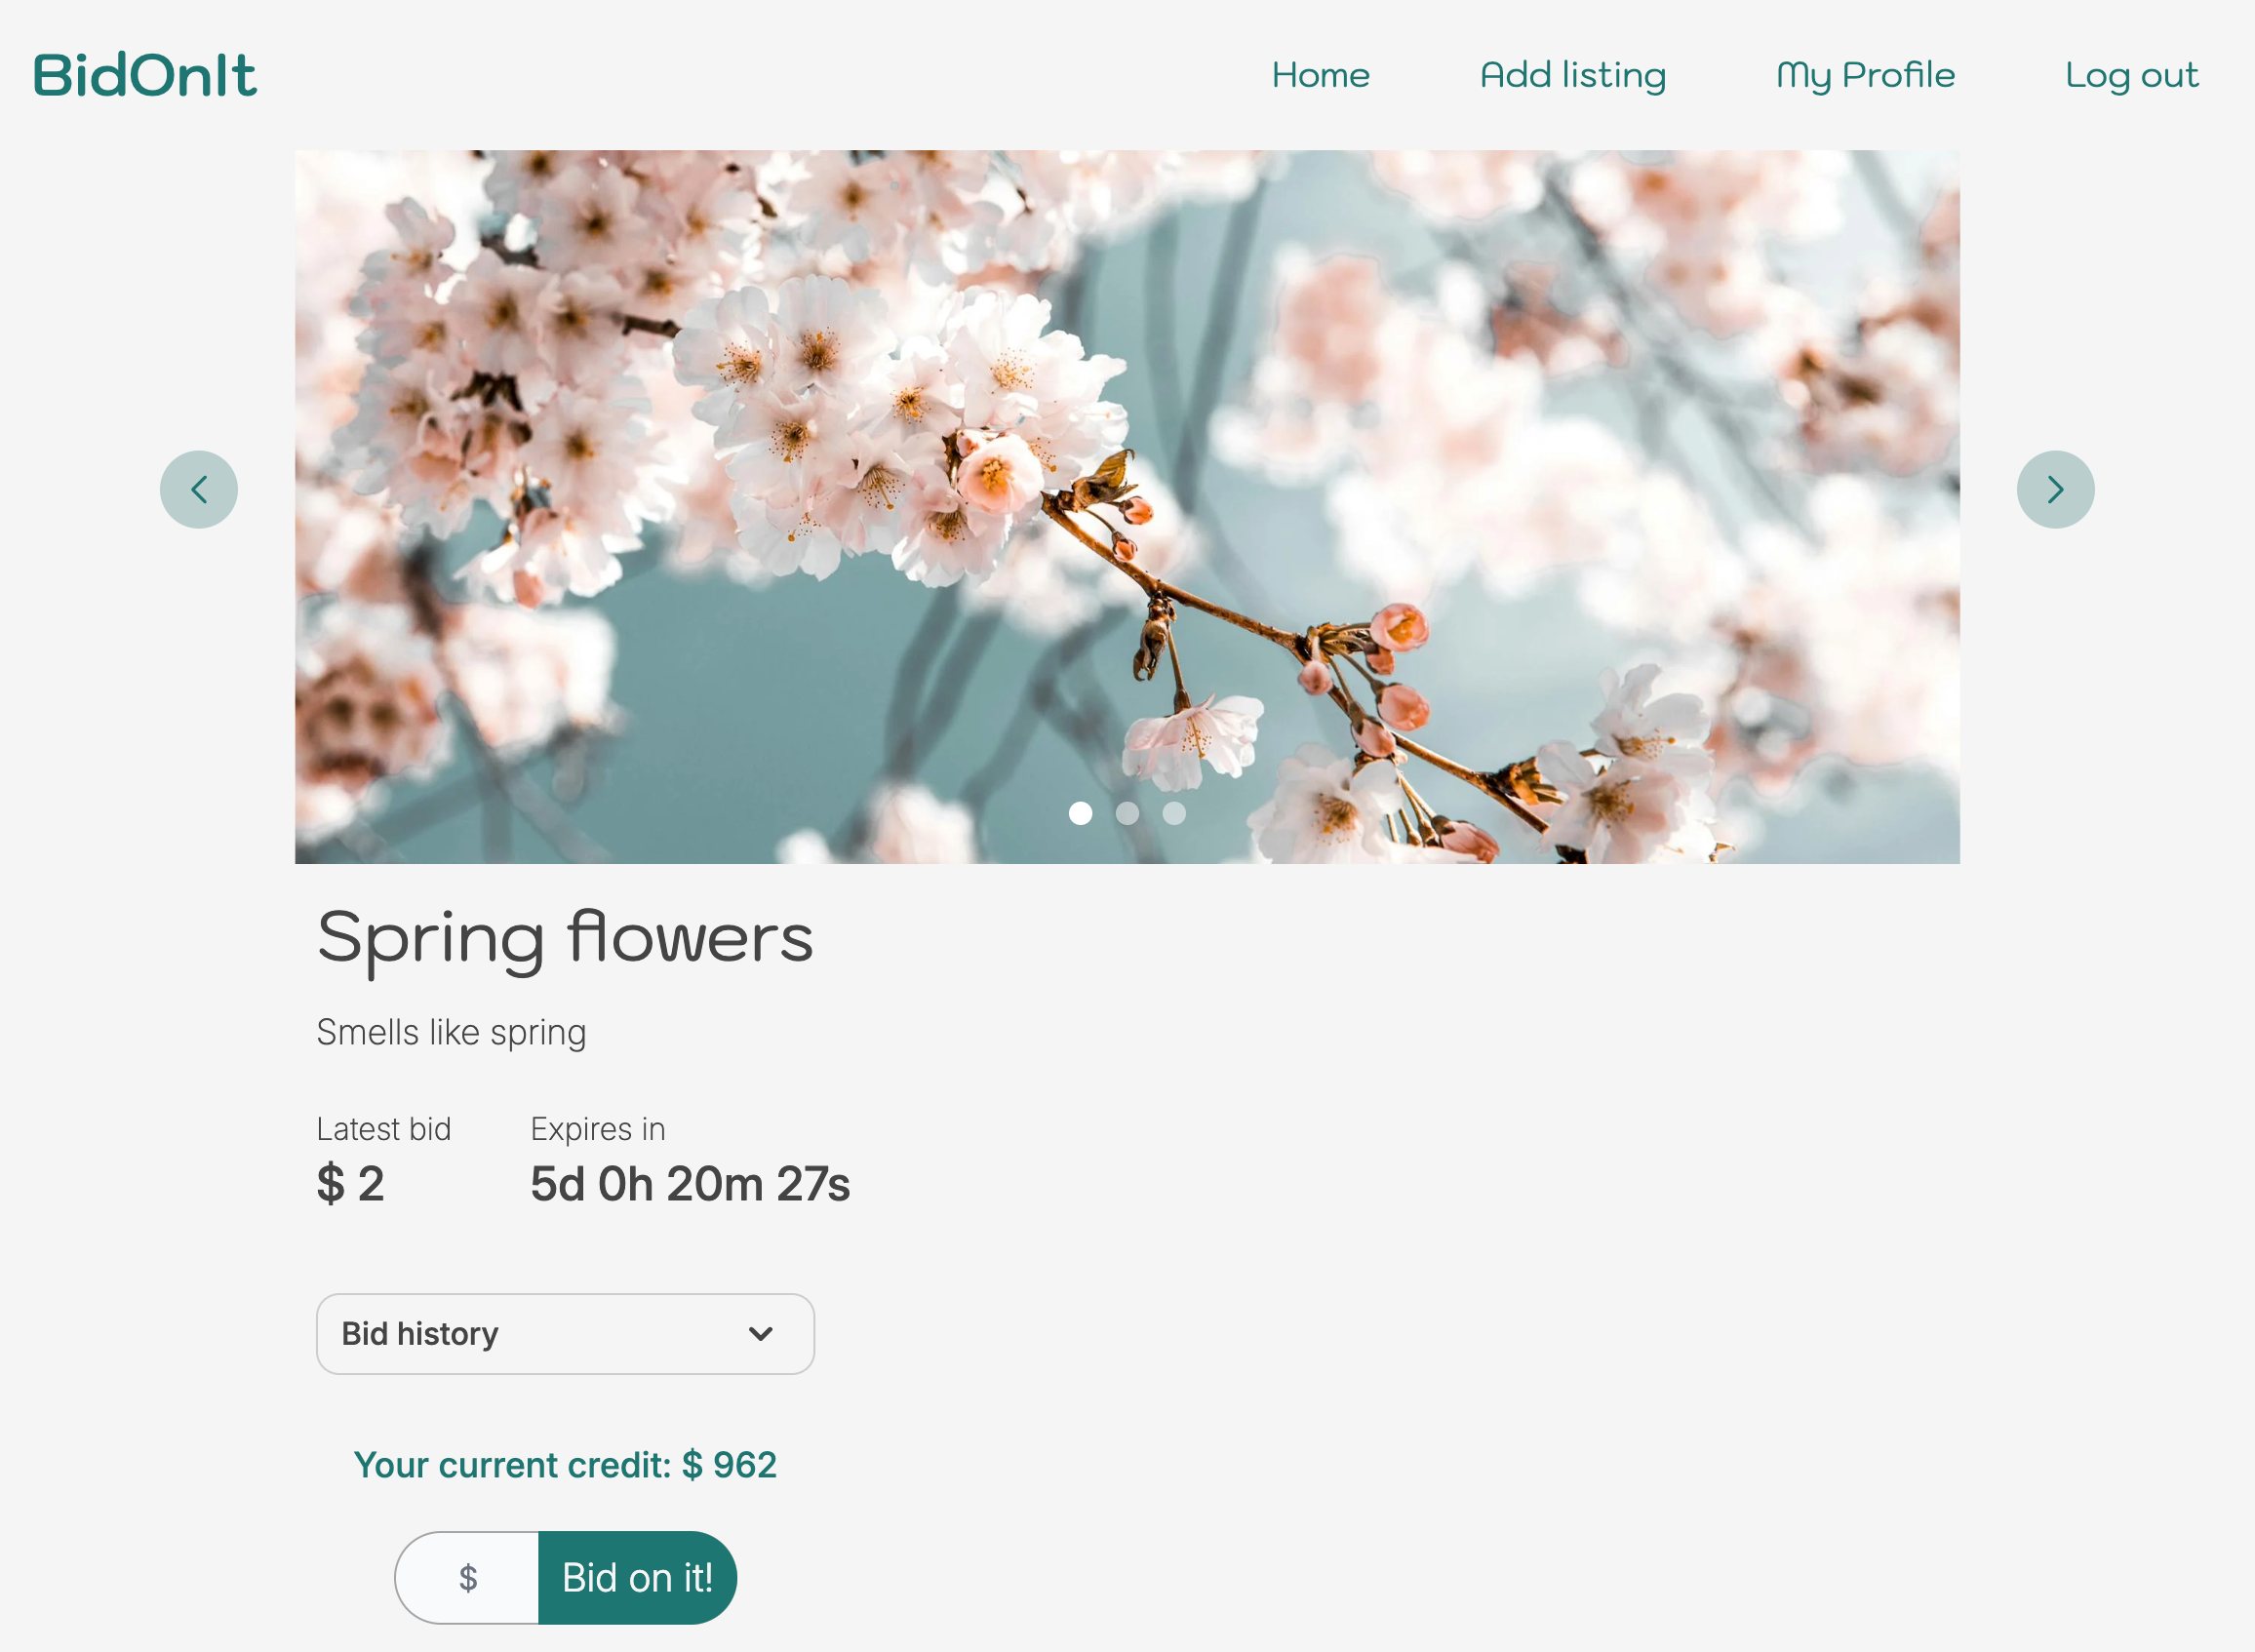 BidOnIt
Home Add listing My Profile Log out
Spring flowers
Smells like spring
Latest bid Expires in
$ 2 5d 0h 20m 27s
Bid history
Your current credit: $ 962
$ Bid on it!